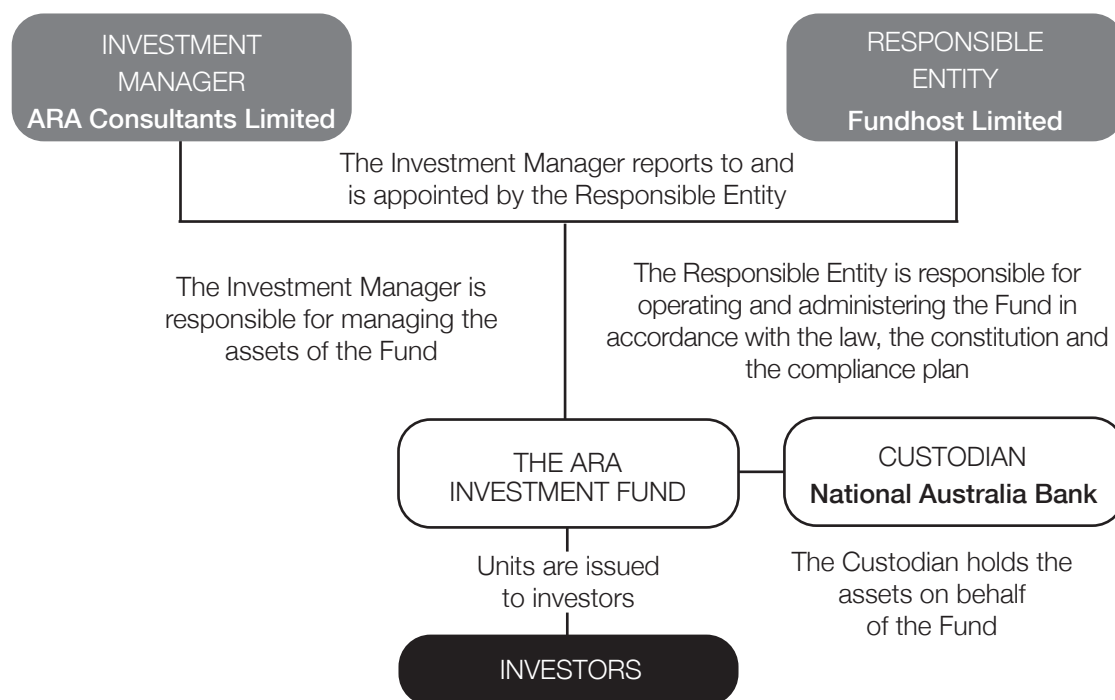 INVESTMENT
MANAGER
ARA Consultants Limited
RESPONSIBLE
ENTITY
Fundhost Limited
The Investment Manager reports to and
is appointed by the Responsible Entity
The Investment Manager is
responsible for managing the
assets of the Fund
The Responsible Entity is responsible for
operating and administering the Fund in
accordance with the law, the constitution and
the compliance plan
THE ARA
INVESTMENT FUND
CUSTODIAN
National Australia Bank
Units are issued
to investors
The Custodian holds the
assets on behalf
of the Fund
INVESTORS